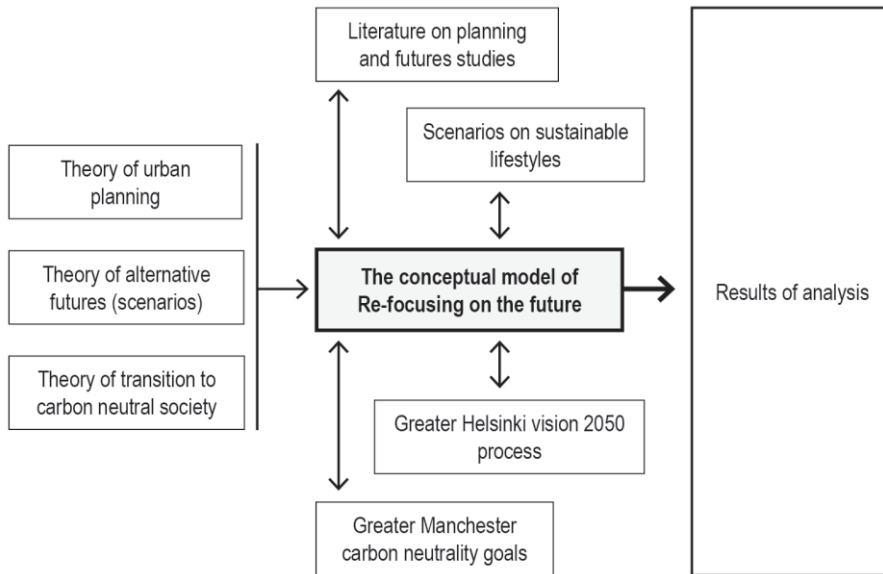 Literature on planning
and futures studies
Scenarios on sustainable
lifestyles
Theory of urban
planning
Theory of alternative
futures (scenarios)
Theory of transition to
carbon neutral society
The conceptual model of
Re-focusing on the future
Results of analysis
Greater Helsinki vision 2050
process
Greater Manchester
carbon neutrality goals